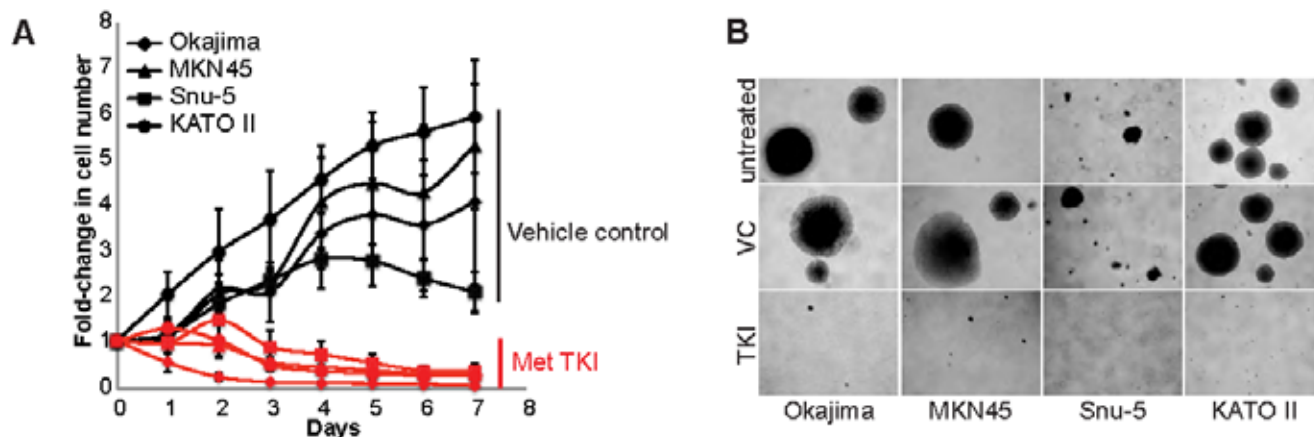 A
Fold-change in cell number
8
7
6
5
4
3
2
1
0
Okajima
MKN45
Snu-5
KATO II
Vehicle control
Met TKI
0 1 2 3 4 5 6 7 8
Days
B
untreated
VC
TKI
Okajima MKN45 Snu-5 KATO II